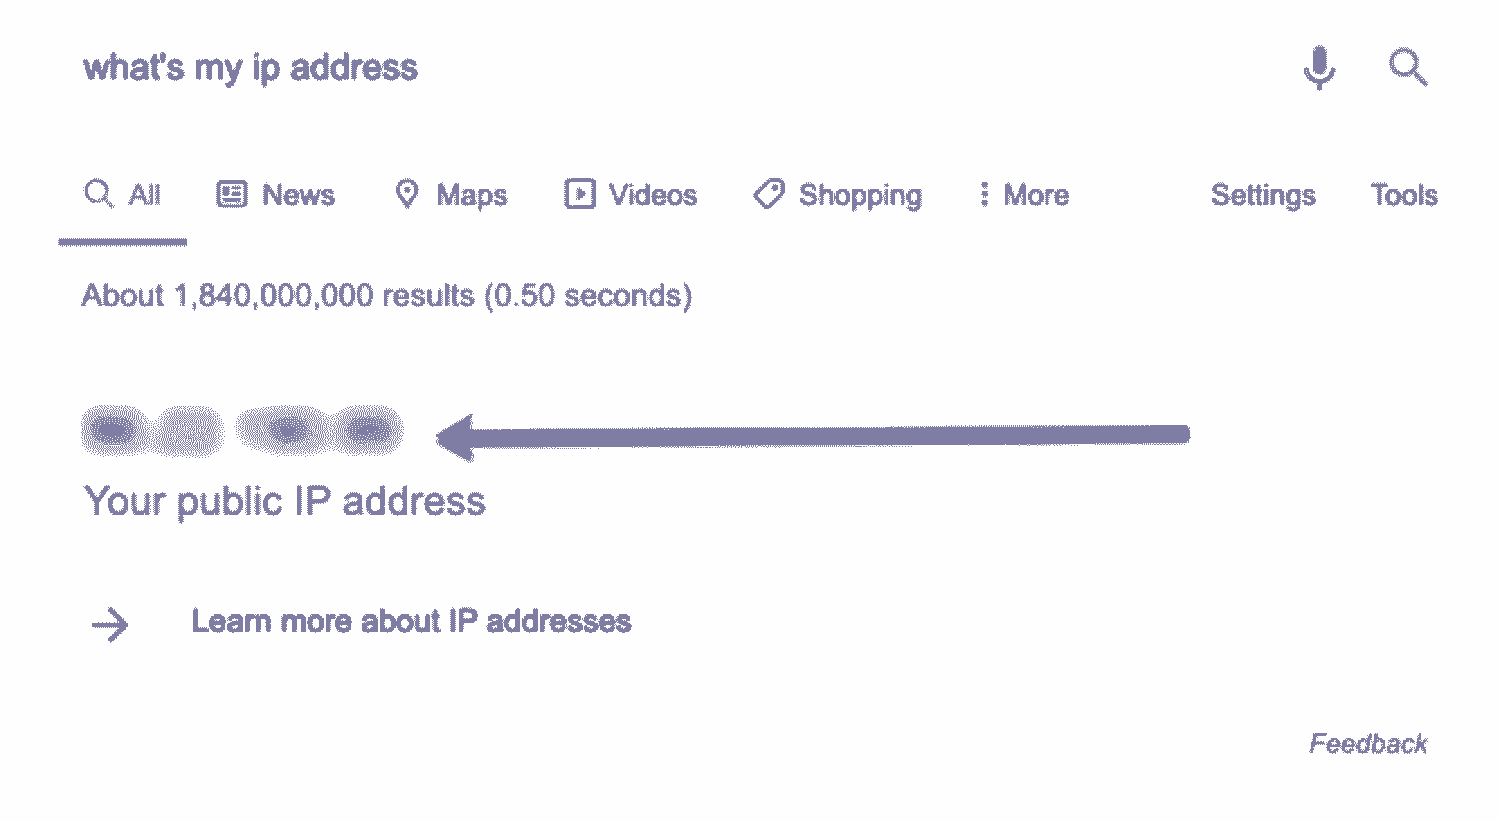 what's my ip address
All News Maps Videos Shopping More Settings Tools
About 1,840,000,000 results (0.50 seconds)
Your public IP address
Learn more about IP addresses
Feedback